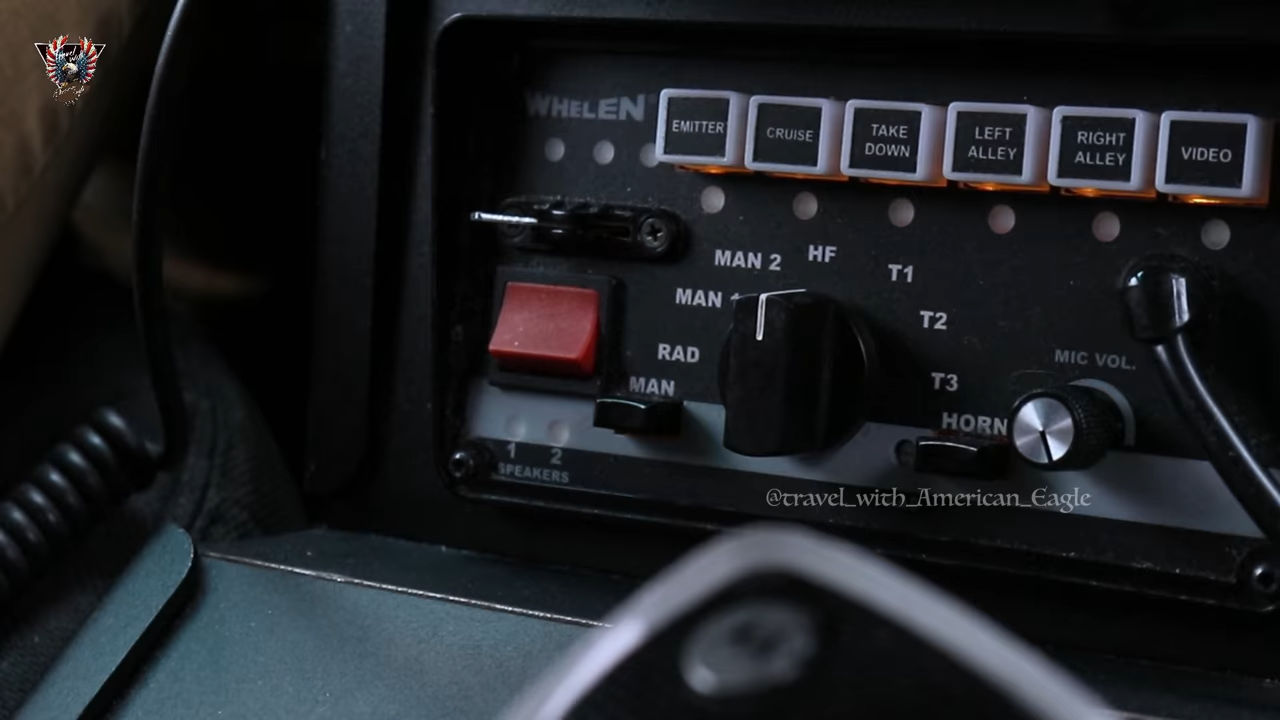 WHELEN
EMITTER
CRUISE
TAKE
DOWN
LEFT
ALLEY
RIGHT
ALLEY
VIDEO
MAN 2
HF
T1
MAN
T2
RAD
MIC VOL.
T3
MAN
HORN
1 2
SPEAKERS
@travel_with_American_Eagle